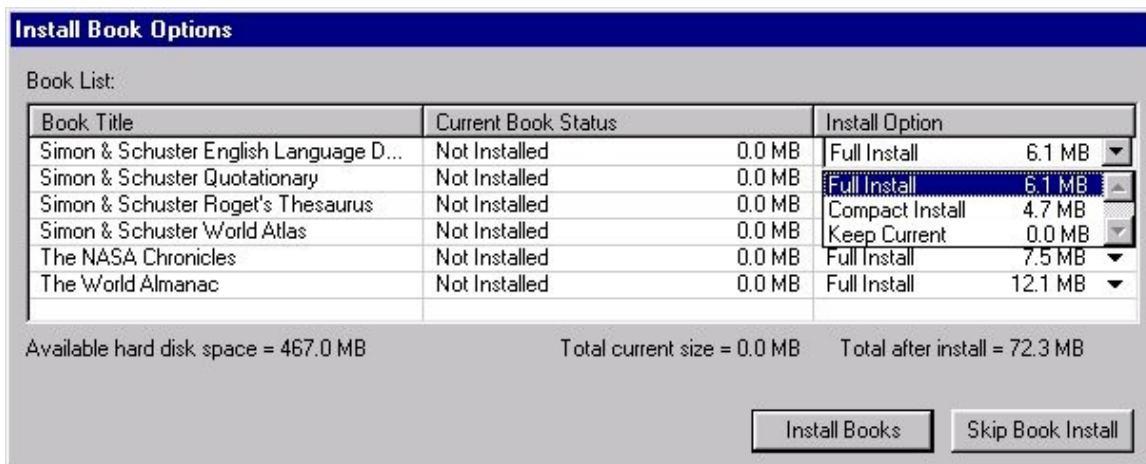 Install Book Options
Book List:
Book Title Current Book Status Install Option
Simon & Schuster English Language D... Not Installed 0.0 MB Full Install 6.1 MB
Simon & Schuster Quotationary Not Installed 0.0 MB Full Install 6.1 MB
Simon & Schuster Roget's Thesaurus Not Installed 0.0 MB Compact Install 4.7 MB
Simon & Schuster World Atlas Not Installed 0.0 MB Keep Current 0.0 MB
The NASA Chronicles Not Installed 0.0 MB Full Install 7.5 MB
The World Almanac Not Installed 0.0 MB Full Install 12.1 MB
Available hard disk space = 467.0 MB Total current size = 0.0 MB Total after install = 72.3 MB
Install Books Skip Book Install